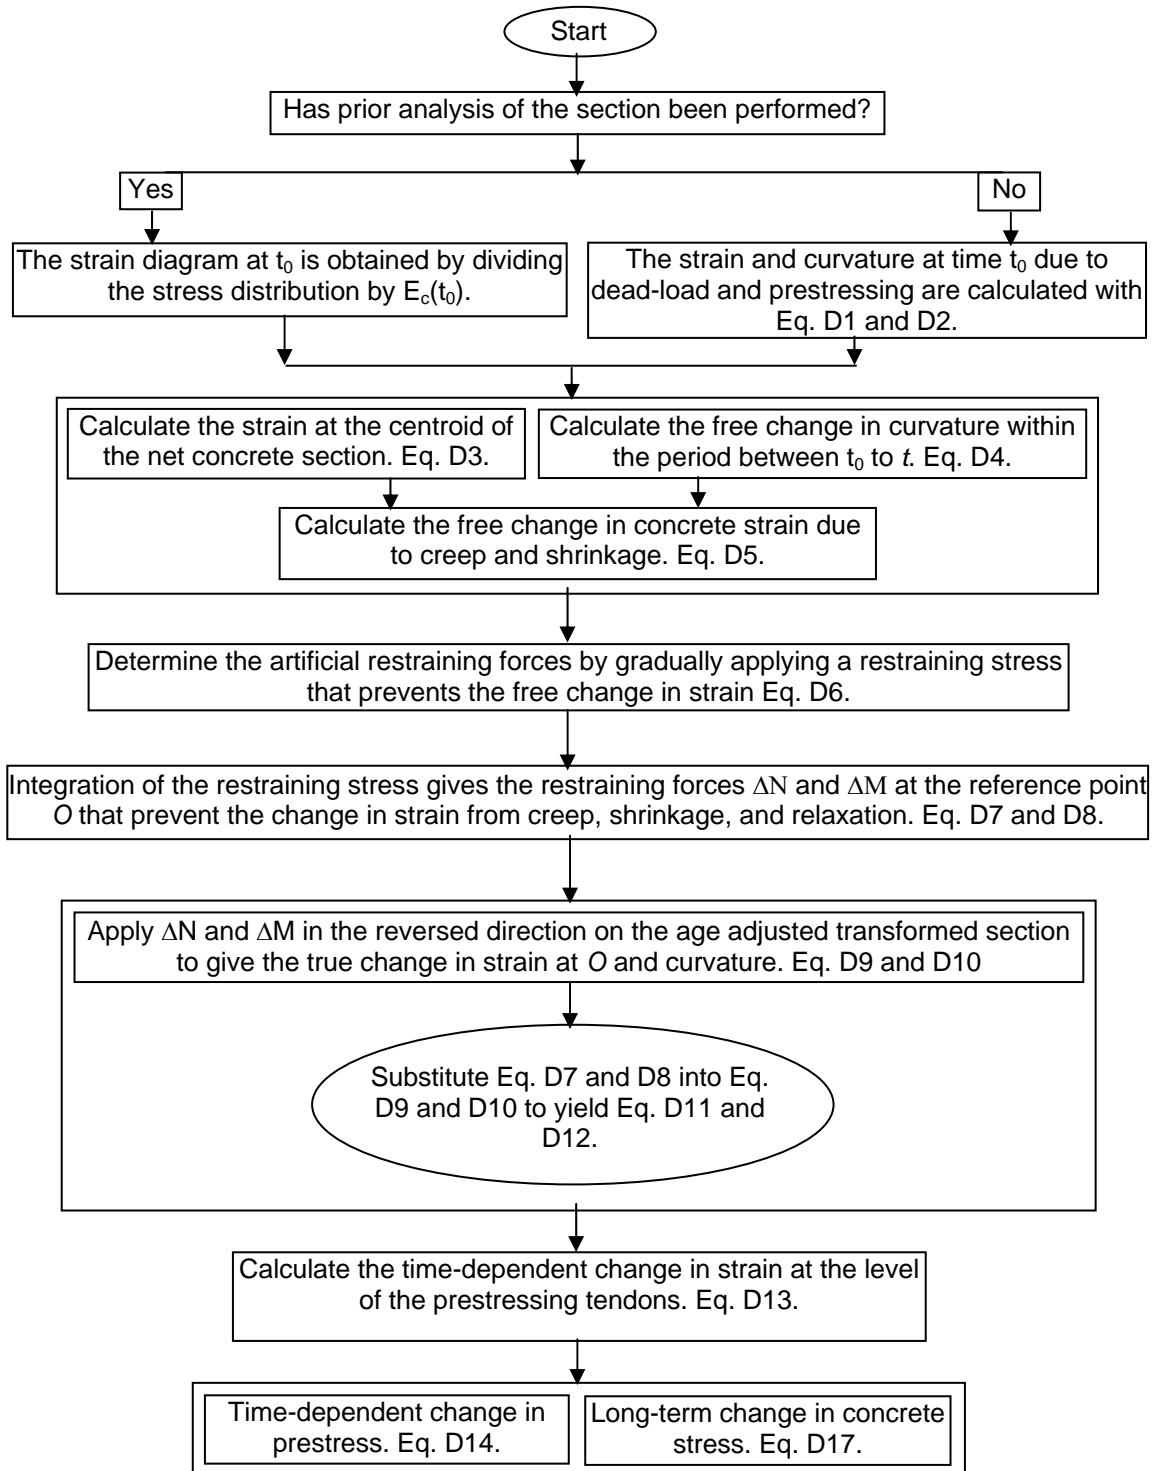 Start
Has prior analysis of the section been performed?
Yes
No
The strain diagram at t₀ is obtained by dividing
the stress distribution by E꜀(t₀).
The strain and curvature at time t₀ due to
dead-load and prestressing are calculated with
Eq. D1 and D2.
Calculate the strain at the centroid of
the net concrete section. Eq. D3.
Calculate the free change in curvature within
the period between t₀ to t. Eq. D4.
Calculate the free change in concrete strain due
to creep and shrinkage. Eq. D5.
Determine the artificial restraining forces by gradually applying a restraining stress
that prevents the free change in strain Eq. D6.
Integration of the restraining stress gives the restraining forces ΔN and ΔM at the reference point
O that prevent the change in strain from creep, shrinkage, and relaxation. Eq. D7 and D8.
Apply ΔN and ΔM in the reversed direction on the age adjusted transformed section
to give the true change in strain at O and curvature. Eq. D9 and D10
Substitute Eq. D7 and D8 into Eq.
D9 and D10 to yield Eq. D11 and
D12.
Calculate the time-dependent change in strain at the level
of the prestressing tendons. Eq. D13.
Time-dependent change in
prestress. Eq. D14.
Long-term change in concrete
stress. Eq. D17.